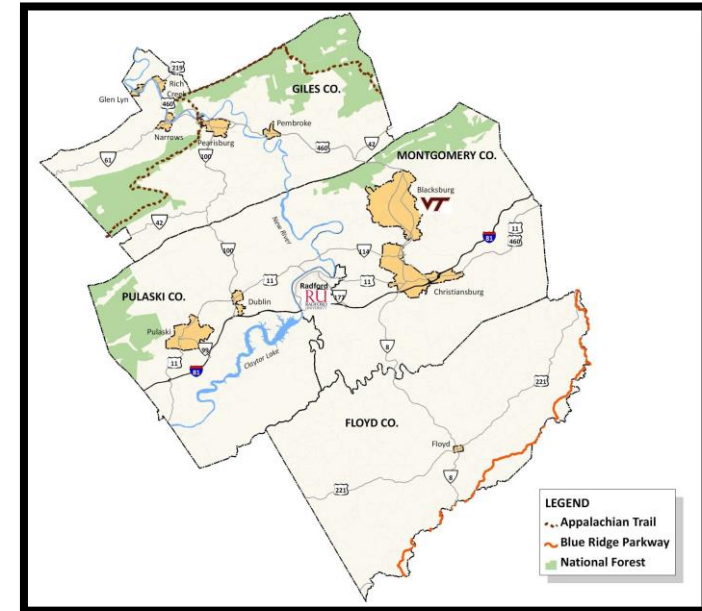 219
Rich
Creek
Glen Lyn
460
GILES CO.
Narrows
Pearisburg
Pembroke
61
100
460
42
MONTGOMERY CO.
42
Blacksburg
VT
New River
11
460
81
100
114
11
11
Radford
RU
177
Christiansburg
PULASKI CO.
Dublin
Pulaski
99
11
81
Claytor Lake
8
221
FLOYD CO.
Floyd
8
221
LEGEND
Appalachian Trail
Blue Ridge Parkway
National Forest